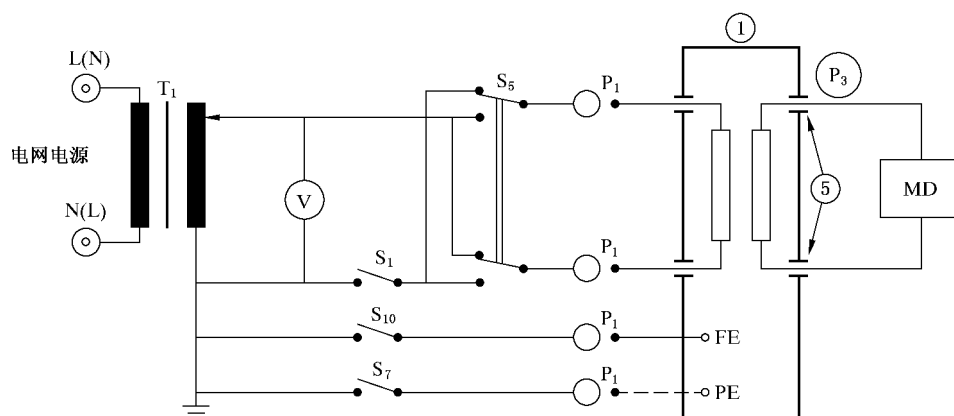 L(N)
T₁
电网电源
N(L)
V
S₁
S₁₀
S₇
S₅
P₁
P₁
P₁
P₁
1
P₃
5
MD
FE
PE